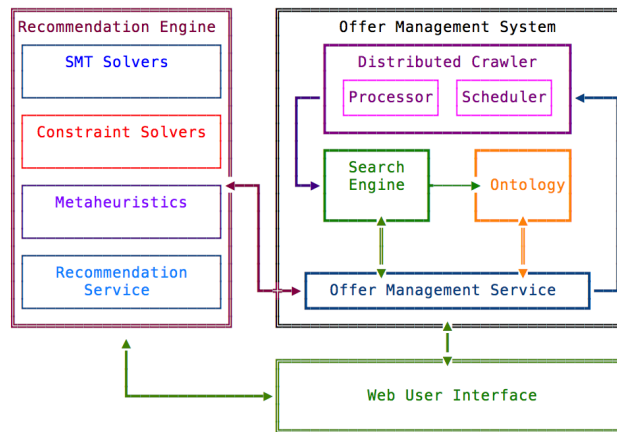 Recommendation Engine
SMT Solvers
Constraint Solvers
Metaheuristics
Recommendation
Service
Offer Management System
Distributed Crawler
Processor
Scheduler
Search
Engine
Ontology
Offer Management Service
Web User Interface